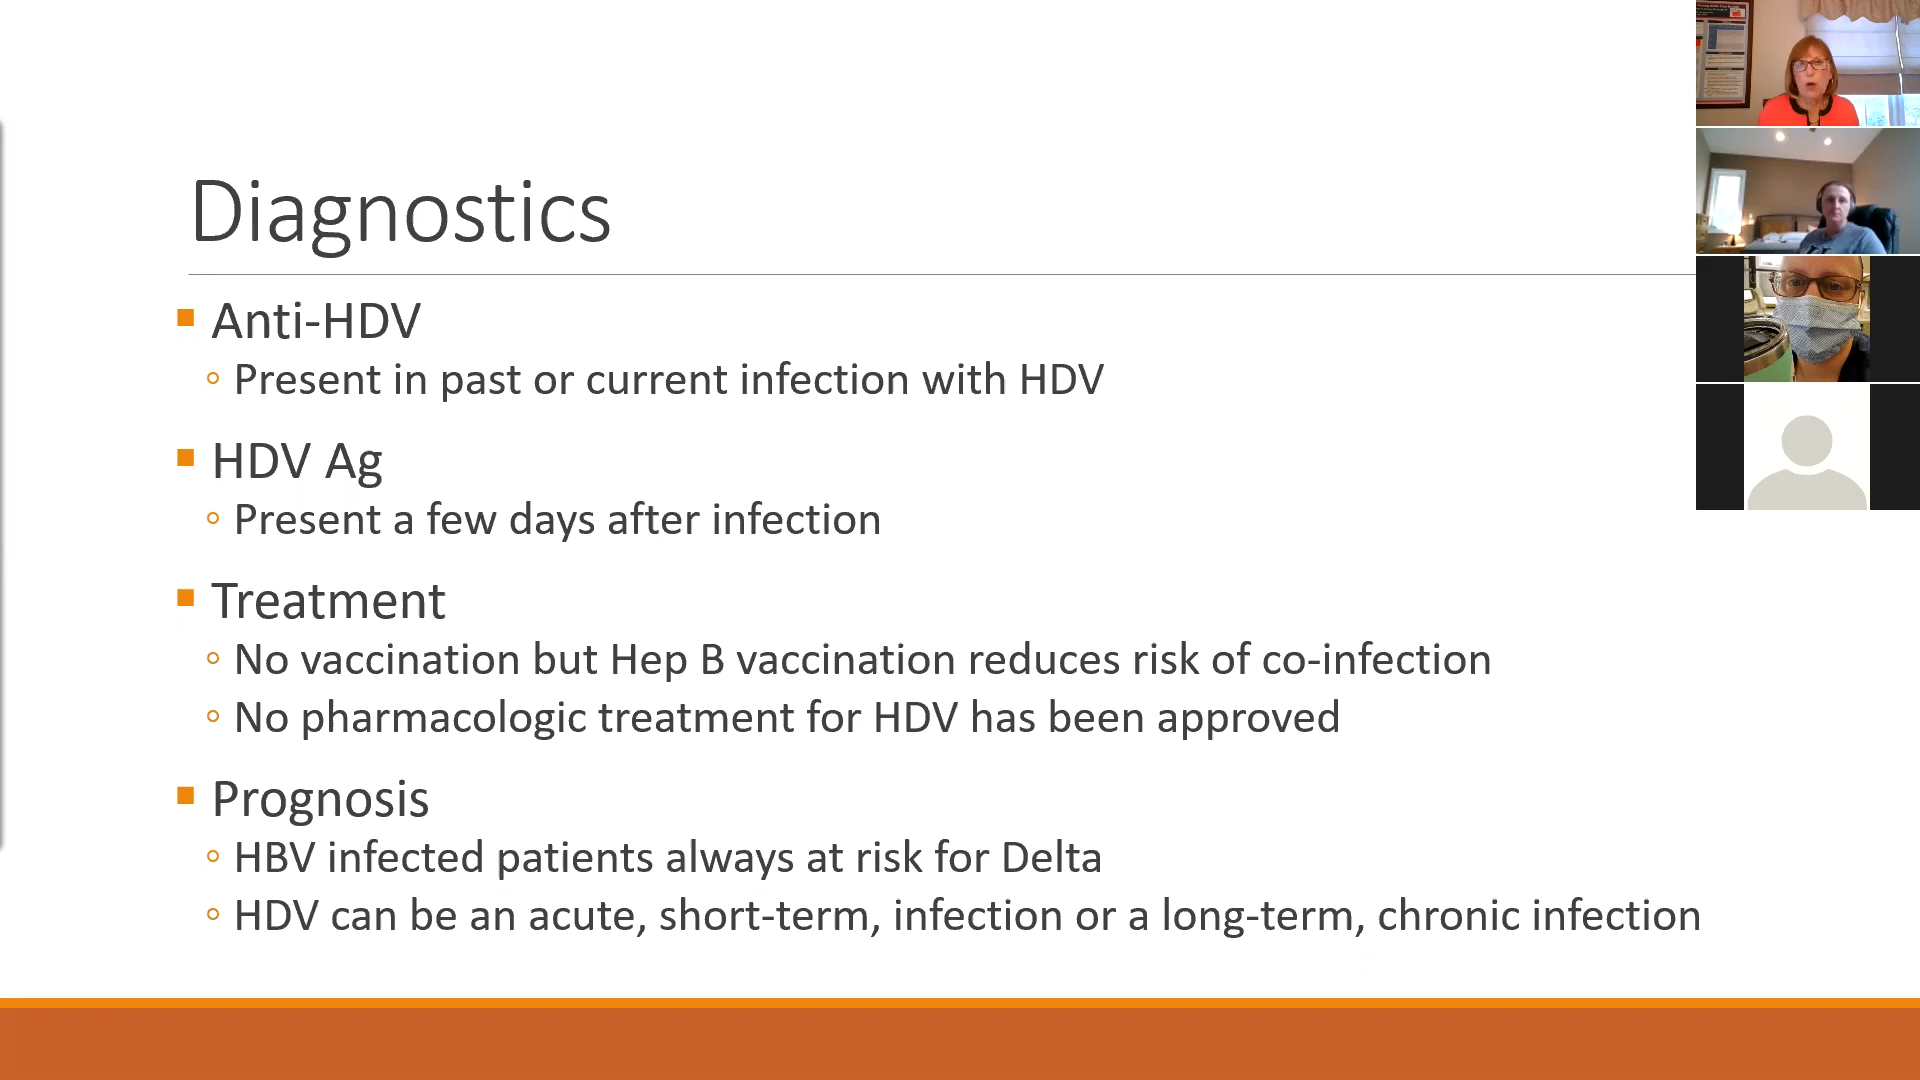 Diagnostics
Anti-HDV
Present in past or current infection with HDV
HDV Ag
Present a few days after infection
Treatment
No vaccination but Hep B vaccination reduces risk of co-infection
No pharmacologic treatment for HDV has been approved
Prognosis
HBV infected patients always at risk for Delta
HDV can be an acute, short-term, infection or a long-term, chronic infection